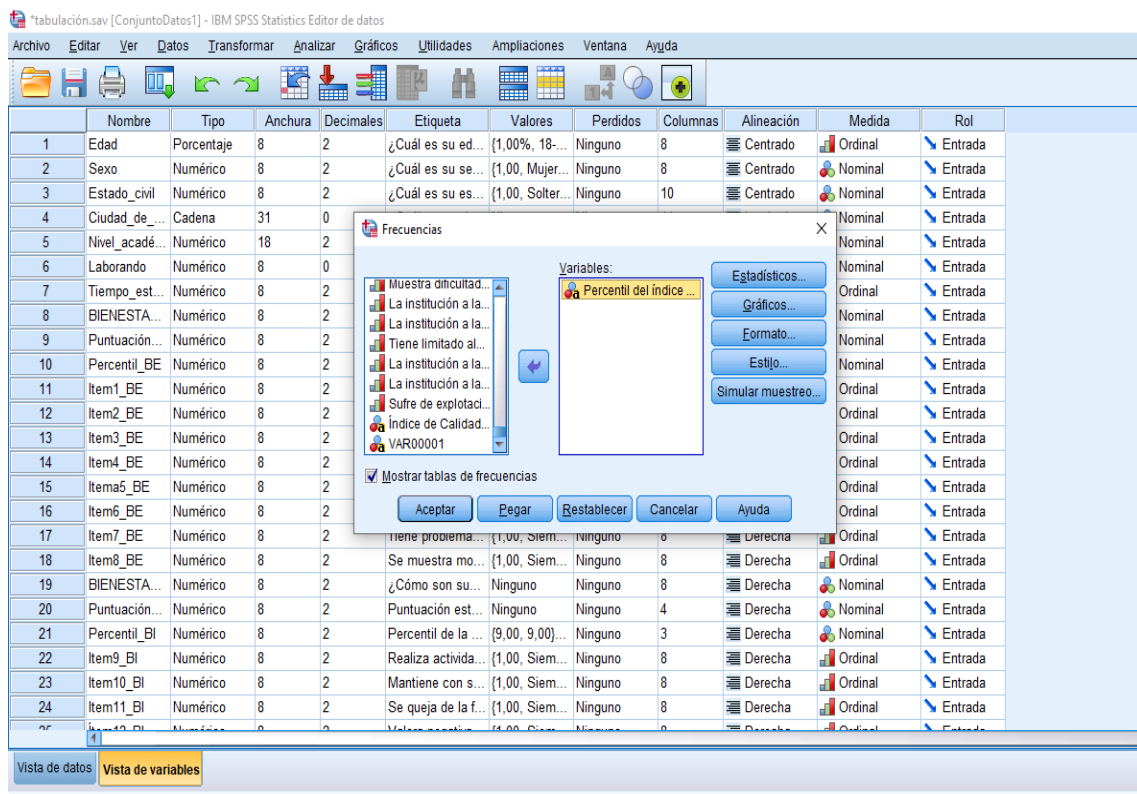 *tabulación.sav [ConjuntoDatos1] - IBM SPSS Statistics Editor de datos
Archivo Editar Ver Datos Transformar Analizar Gráficos Utilidades Ampliaciones Ventana Ayuda
Nombre Tipo Anchura Decimales Etiqueta Valores Perdidos Columnas Alineación Medida Rol
1 Edad Porcentaje 8 2 ¿Cuál es su ed... {1,00%, 18-... Ninguno 8 Centrado Ordinal Entrada
2 Sexo Numérico 8 2 ¿Cuál es su se... {1,00, Mujer... Ninguno 8 Centrado Nominal Entrada
3 Estado_civil Numérico 8 2 ¿Cuál es su es... {1,00, Solter... Ninguno 10 Centrado Nominal Entrada
4 Ciudad_de_... Cadena 31 0 Nominal Entrada
5 Nivel_acadé... Numérico 18 2 Nominal Entrada
6 Laborando Numérico 8 0 Nominal Entrada
7 Tiempo_est... Numérico 8 2 Ordinal Entrada
8 BIENESTA... Numérico 8 2 Nominal Entrada
9 Puntuación... Numérico 8 2 Nominal Entrada
10 Percentil_BE Numérico 8 2 Nominal Entrada
11 Item1_BE Numérico 8 2 Ordinal Entrada
12 Item2_BE Numérico 8 2 Ordinal Entrada
13 Item3_BE Numérico 8 2 Ordinal Entrada
14 Item4_BE Numérico 8 2 Ordinal Entrada
15 Itema5_BE Numérico 8 2 Ordinal Entrada
16 Item6_BE Numérico 8 2 Ordinal Entrada
17 Item7_BE Numérico 8 2 Tiene problema... {1,00, Siem... Ninguno 8 Derecha Ordinal Entrada
18 Item8_BE Numérico 8 2 Se muestra mo... {1,00, Siem... Ninguno 8 Derecha Ordinal Entrada
19 BIENESTA... Numérico 8 2 ¿Cómo son su... Ninguno Ninguno 8 Derecha Nominal Entrada
20 Puntuación... Numérico 8 2 Puntuación est... Ninguno Ninguno 4 Derecha Nominal Entrada
21 Percentil_BI Numérico 8 2 Percentil de la ... {9,00, 9,00}... Ninguno 3 Derecha Nominal Entrada
22 Item9_BI Numérico 8 2 Realiza activida... {1,00, Siem... Ninguno 8 Derecha Ordinal Entrada
23 Item10_BI Numérico 8 2 Mantiene con s... {1,00, Siem... Ninguno 8 Derecha Ordinal Entrada
24 Item11_BI Numérico 8 2 Se queja de la f... {1,00, Siem... Ninguno 8 Derecha Ordinal Entrada
Frecuencias
Variables:
Muestra dificultad...
La institución a la...
La institución a la...
Tiene limitado al...
La institución a la...
La institución a la...
Sufre de explotaci...
Índice de Calidad...
VAR00001
Percentil del índice ...
Estadísticos...
Gráficos...
Formato...
Estilo...
Simular muestreo...
Mostrar tablas de frecuencias
Aceptar Pegar Restablecer Cancelar Ayuda
Vista de datos Vista de variables